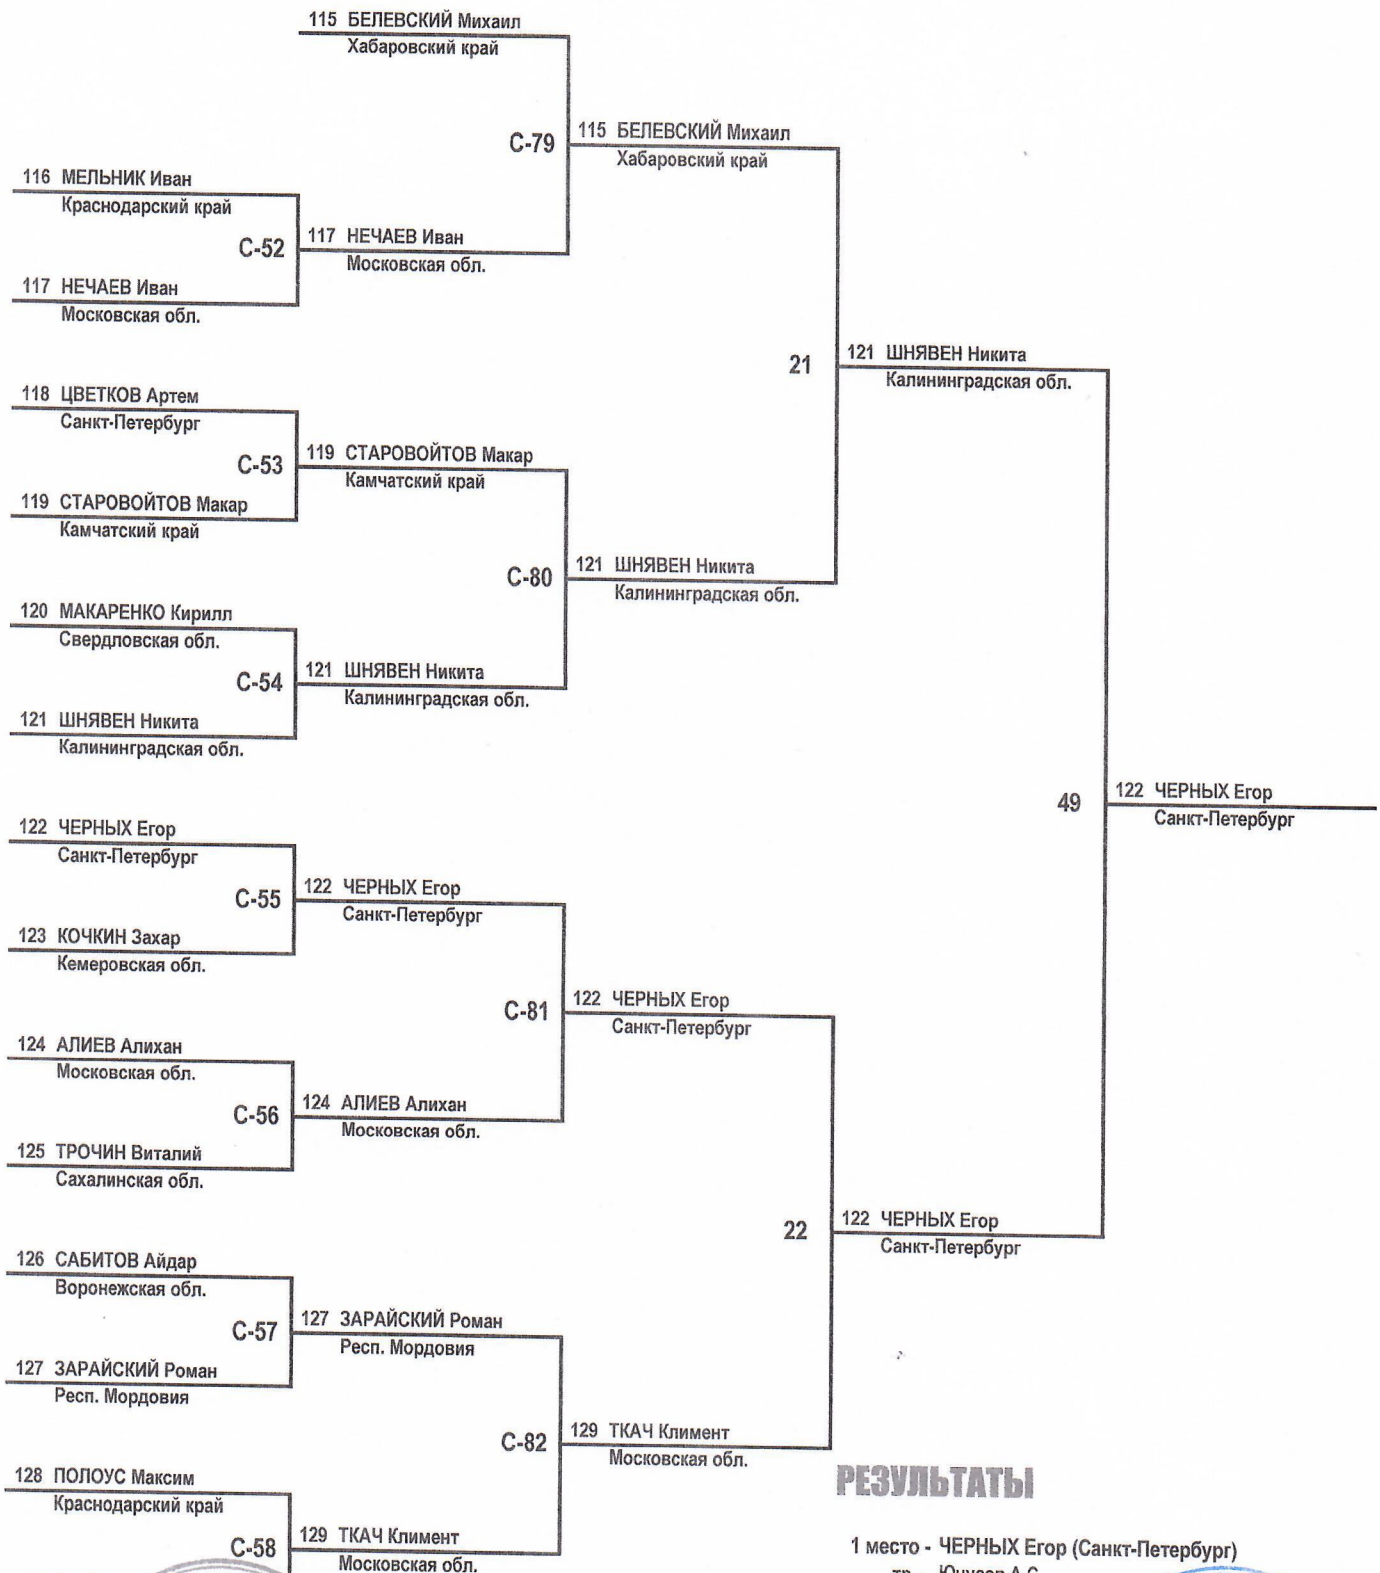 115 БЕЛЕВСКИЙ Михаил
Хабаровский край
С-79
115 БЕЛЕВСКИЙ Михаил
Хабаровский край
116 МЕЛЬНИК Иван
Краснодарский край
С-52
117 НЕЧАЕВ Иван
Московская обл.
117 НЕЧАЕВ Иван
Московская обл.
21
121 ШНЯВЕН Никита
Калининградская обл.
118 ЦВЕТКОВ Артем
Санкт-Петербург
С-53
119 СТАРОВОЙТОВ Макар
Камчатский край
119 СТАРОВОЙТОВ Макар
Камчатский край
С-80
121 ШНЯВЕН Никита
Калининградская обл.
120 МАКАРЕНКО Кирилл
Свердловская обл.
С-54
121 ШНЯВЕН Никита
Калининградская обл.
121 ШНЯВЕН Никита
Калининградская обл.
49
122 ЧЕРНЫХ Егор
Санкт-Петербург
122 ЧЕРНЫХ Егор
Санкт-Петербург
С-55
122 ЧЕРНЫХ Егор
Санкт-Петербург
123 КОЧКИН Захар
Кемеровская обл.
С-81
122 ЧЕРНЫХ Егор
Санкт-Петербург
124 АЛИЕВ Алихан
Московская обл.
С-56
124 АЛИЕВ Алихан
Московская обл.
125 ТРОЧИН Виталий
Сахалинская обл.
22
122 ЧЕРНЫХ Егор
Санкт-Петербург
126 САБИТОВ Айдар
Воронежская обл.
С-57
127 ЗАРАЙСКИЙ Роман
Респ. Мордовия
127 ЗАРАЙСКИЙ Роман
Респ. Мордовия
С-82
129 ТКАЧ Климент
Московская обл.
128 ПОЛОУС Максим
Краснодарский край
С-58
129 ТКАЧ Климент
Московская обл.
РЕЗУЛЬТАТЫ
1 место - ЧЕРНЫХ Егор (Санкт-Петербург)